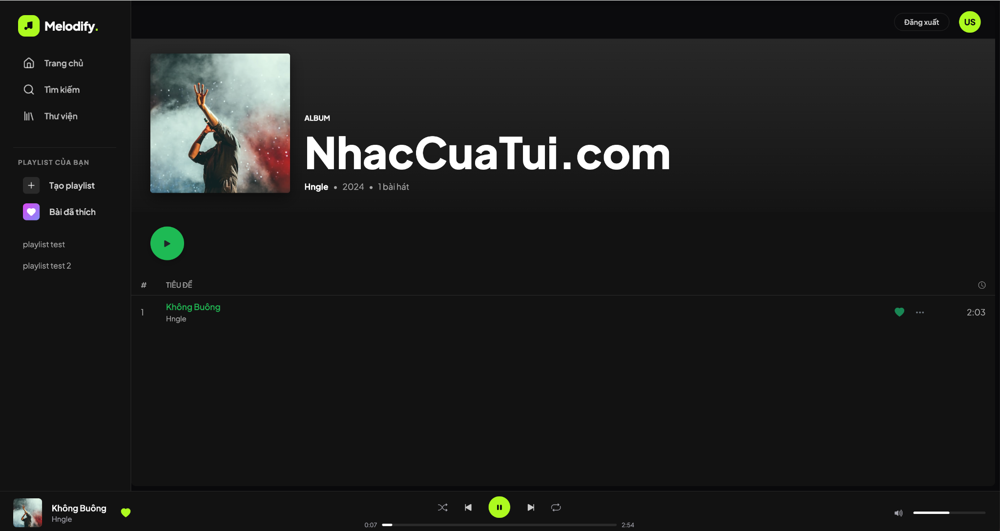 Melodify.
Trang chủ
Tìm kiếm
Thư viện
PLAYLIST CỦA BẠN
Tạo playlist
Bài đã thích
playlist test
playlist test 2
Đăng xuất
US
ALBUM
NhacCuaTui.com
Hngle • 2024 • 1 bài hát
# TIÊU ĐỀ
1 Không Buông 2:03
Hngle
Không Buông
Hngle
0:07 2:54